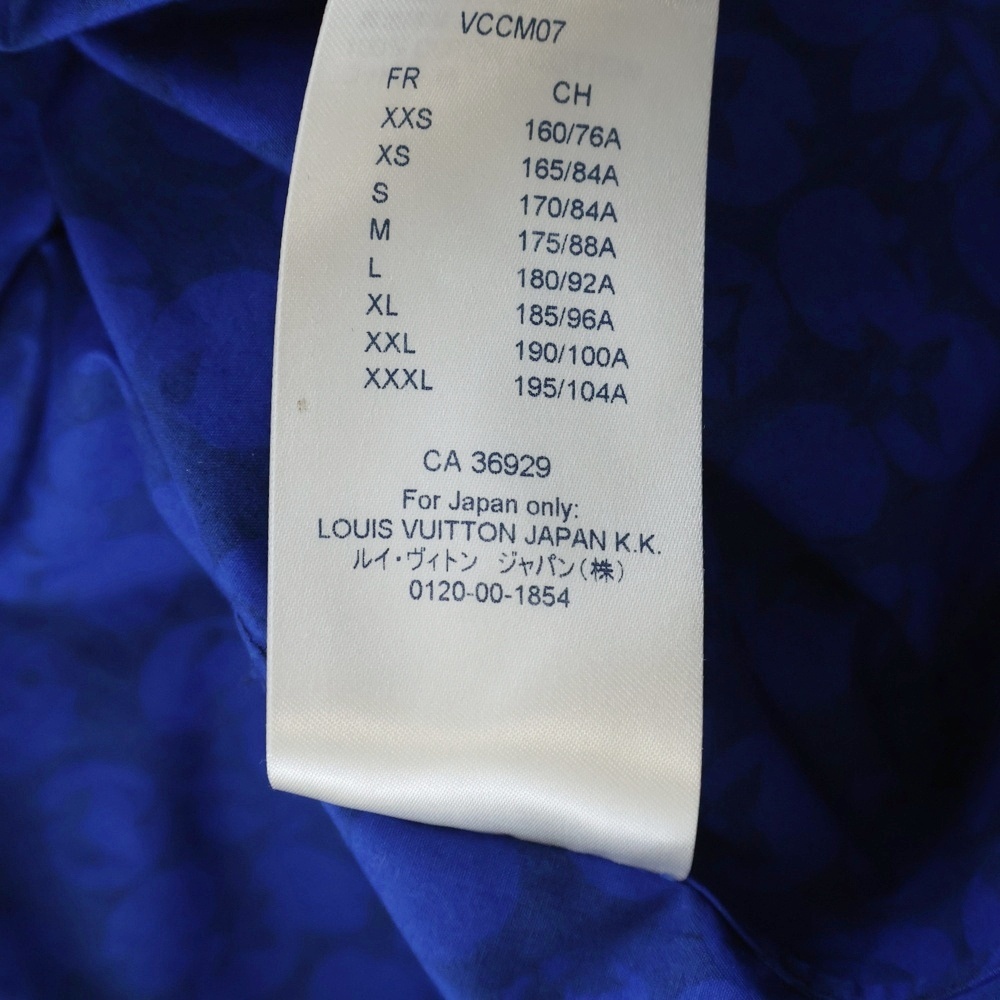 VCCM07
FR CH
XXS 160/76A
XS 165/84A
S 170/84A
M 175/88A
L 180/92A
XL 185/96A
XXL 190/100A
XXXL 195/104A
CA 36929
For Japan only:
LOUIS VUITTON JAPAN K.K.
ルイ・ヴィトン ジャパン(株)
0120-00-1854